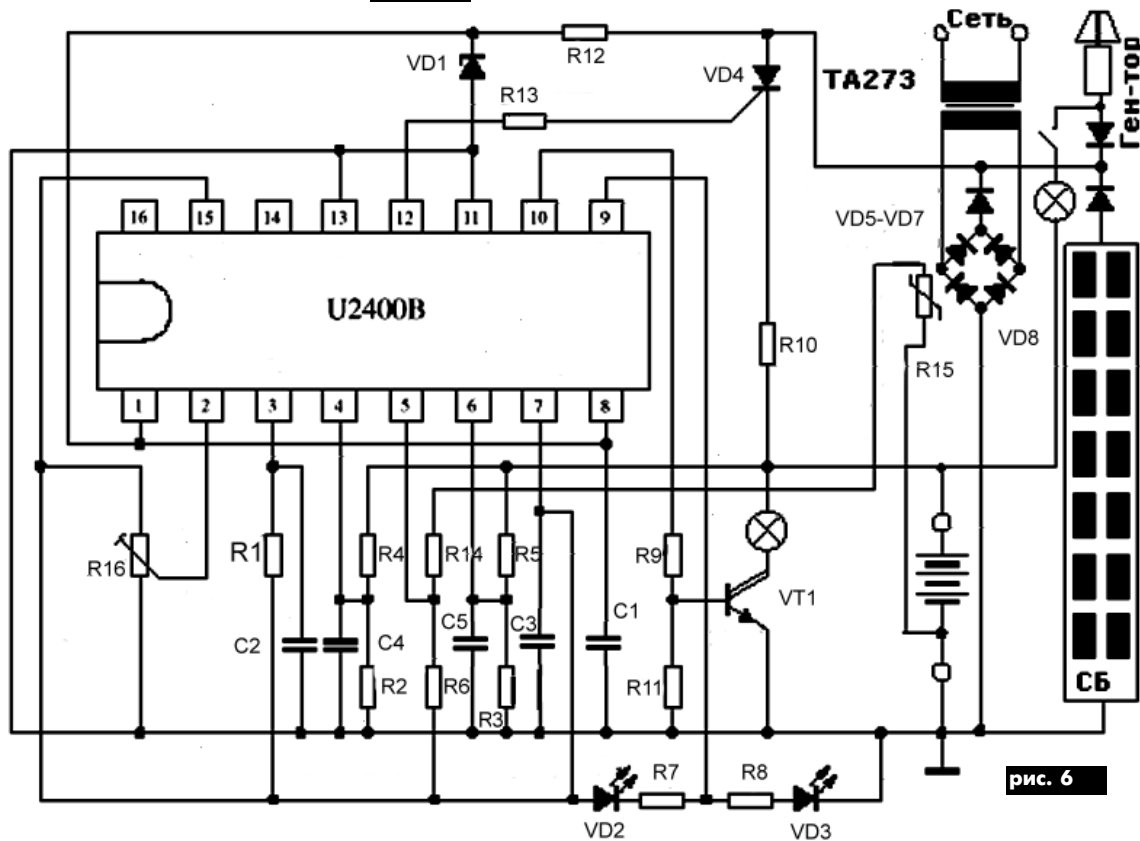 Сеть
R12
VD1
VD4
ТА273
Ген-тор
R13
16 15 14 13 12 11 10 9
VD5-VD7
U2400B
R10
VD8
R15
1 2 3 4 5 6 7 8
R16
R1
R4
R14
R5
R9
VT1
C2
C4
C5
C3
C1
R2
R6
R3
R11
СБ
R7
R8
рис. 6
VD2
VD3